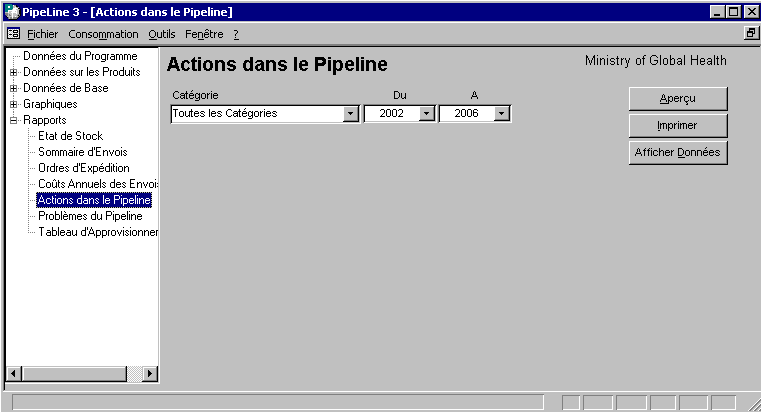 PipeLine 3 - [Actions dans le Pipeline]
Fichier Consommation Outils Fenêtre ?
Données du Programme
Données sur les Produits
Données de Base
Graphiques
Rapports
Etat de Stock
Sommaire d'Envois
Ordres d'Expédition
Coûts Annuels des Envois
Actions dans le Pipeline
Problèmes du Pipeline
Tableau d'Approvisionner
Actions dans le Pipeline
Ministry of Global Health
Catégorie Du A
Toutes les Catégories 2002 2006
Aperçu
Imprimer
Afficher Données